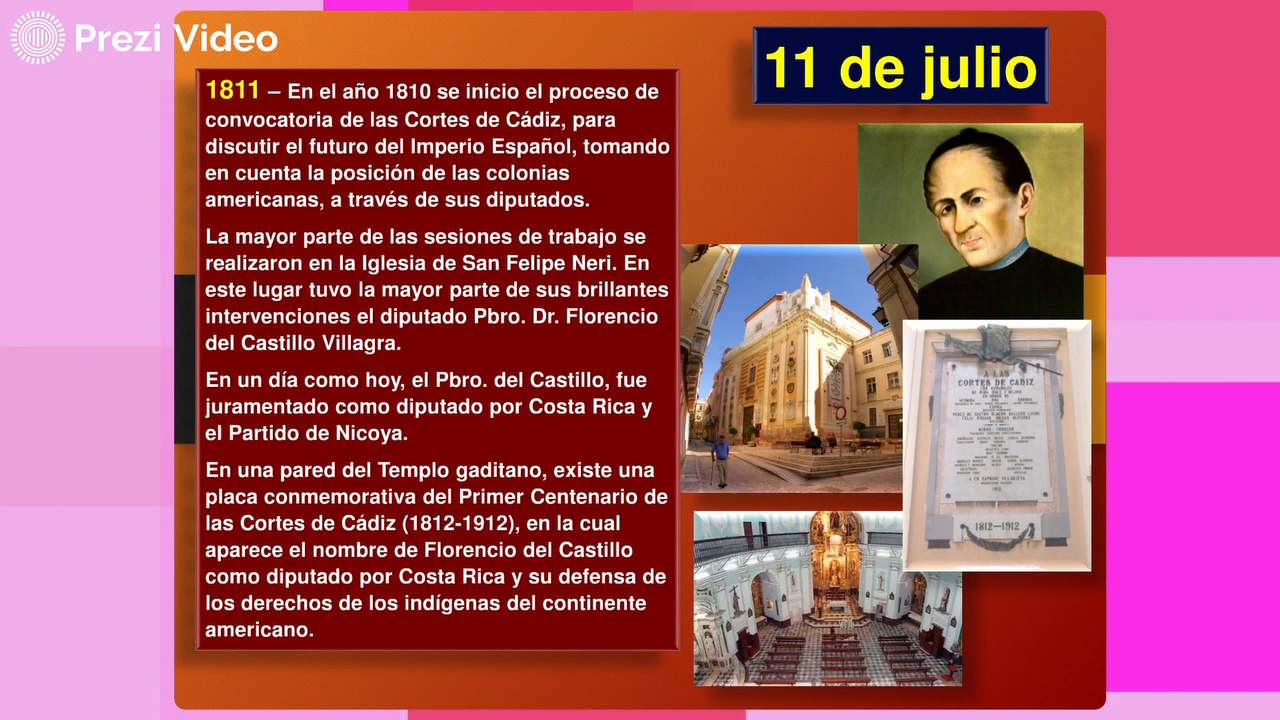 Prezi Video
11 de julio
1811 – En el año 1810 se inicio el proceso de
convocatoria de las Cortes de Cádiz, para
discutir el futuro del Imperio Español, tomando
en cuenta la posición de las colonias
americanas, a través de sus diputados.
La mayor parte de las sesiones de trabajo se
realizaron en la Iglesia de San Felipe Neri. En
este lugar tuvo la mayor parte de sus brillantes
intervenciones el diputado Pbro. Dr. Florencio
del Castillo Villagra.
En un día como hoy, el Pbro. del Castillo, fue
juramentado como diputado por Costa Rica y
el Partido de Nicoya.
En una pared del Templo gaditano, existe una
placa conmemorativa del Primer Centenario de
las Cortes de Cádiz (1812-1912), en la cual
aparece el nombre de Florencio del Castillo
como diputado por Costa Rica y su defensa de
los derechos de los indígenas del continente
americano.
A LAS
CORTES DE CADIZ
1812—1912